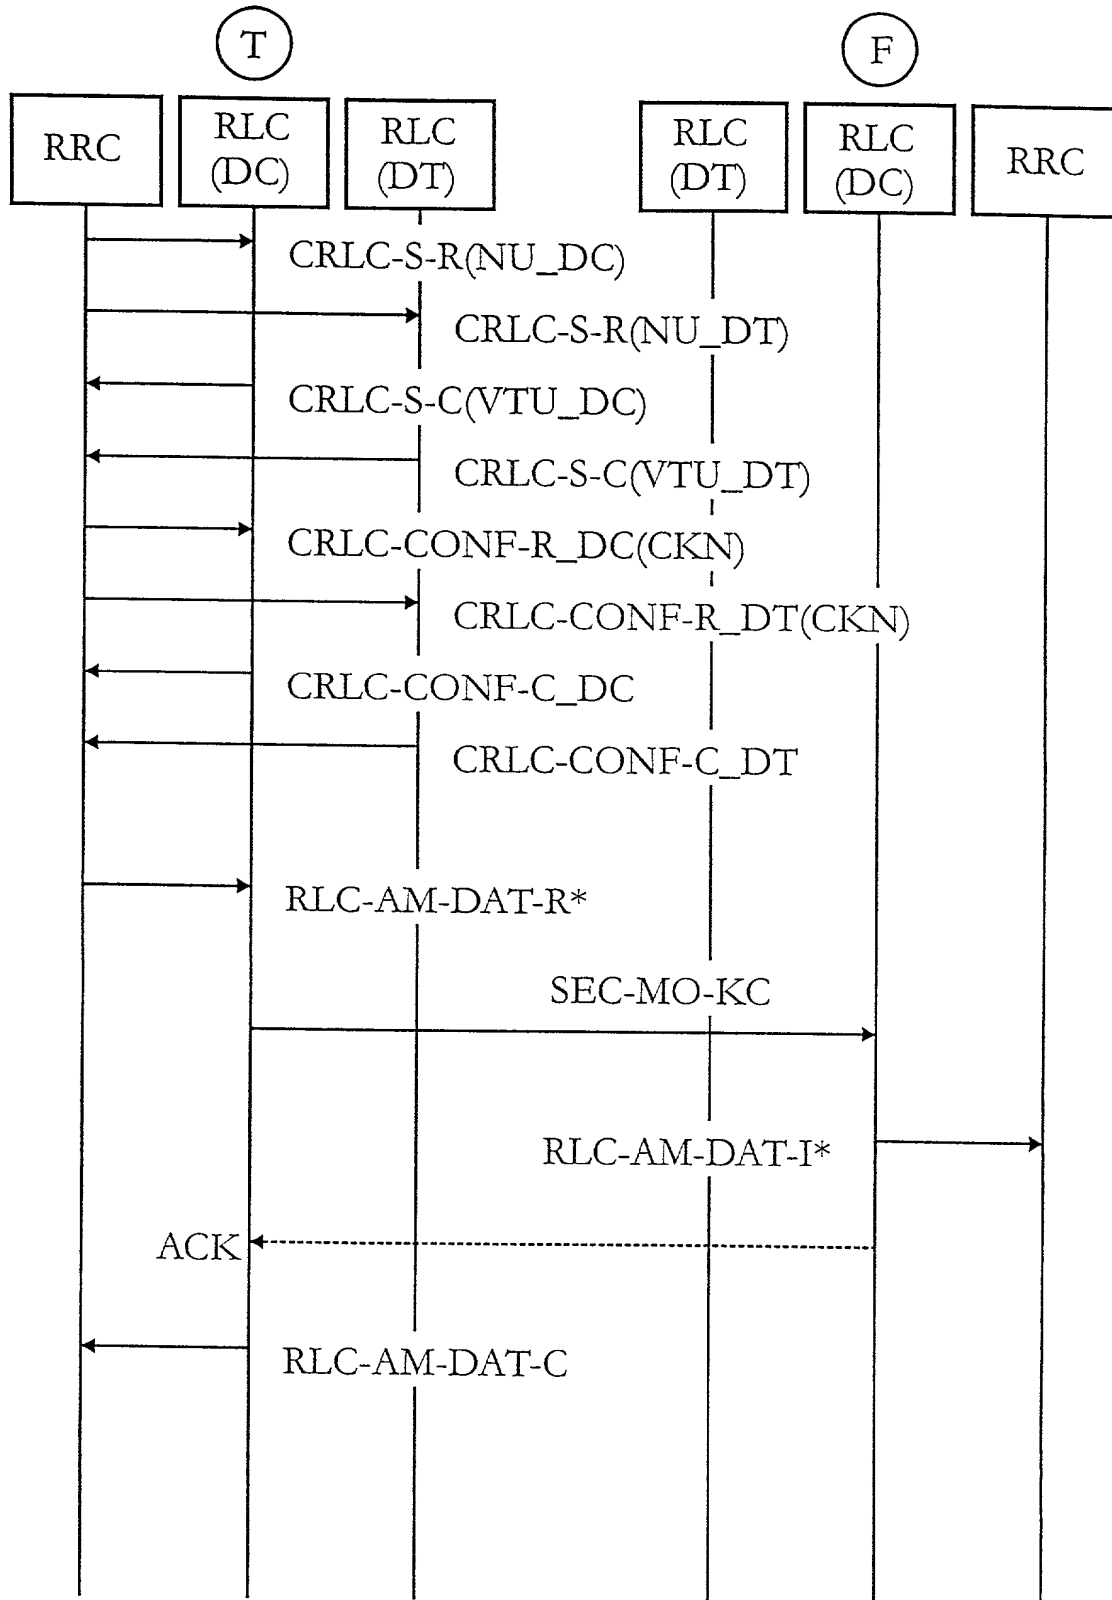 T
F
RRC
RLC
(DC)
RLC
(DT)
RLC
(DT)
RLC
(DC)
RRC
CRLC-S-R(NU_DC)
CRLC-S-R(NU_DT)
CRLC-S-C(VTU_DC)
CRLC-S-C(VTU_DT)
CRLC-CONF-R_DC(CKN)
CRLC-CONF-R_DT(CKN)
CRLC-CONF-C_DC
CRLC-CONF-C_DT
RLC-AM-DAT-R*
SEC-MO-KC
RLC-AM-DAT-I*
ACK
RLC-AM-DAT-C